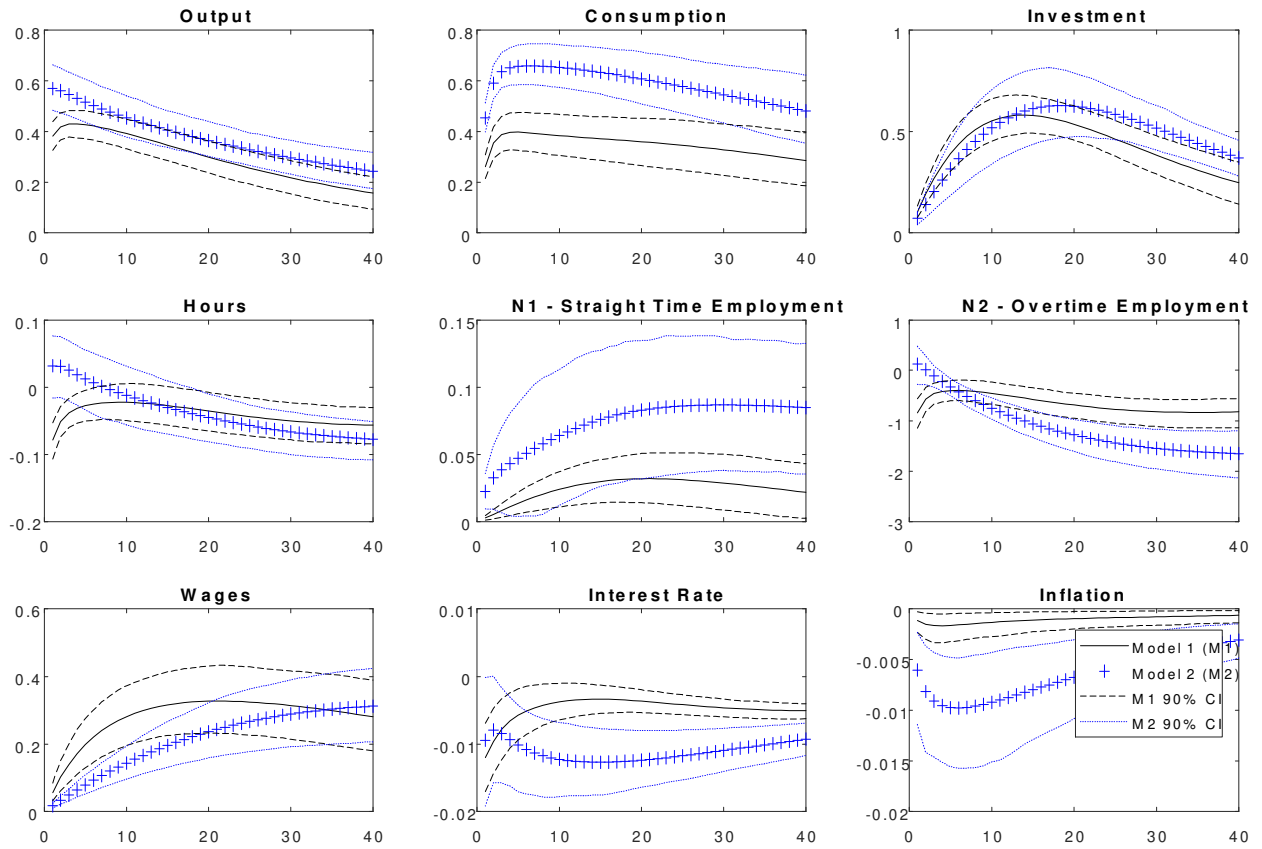 Output
Consumption
Investment
0.8
0.6
0.4
0.2
0
0 10 20 30 40
0.8
0.6
0.4
0.2
0
0 10 20 30 40
1
0.5
0
0 10 20 30 40
Hours
N1 - Straight Time Employment
N2 - Overtime Employment
0.1
0
-0.1
-0.2
0 10 20 30 40
0.15
0.1
0.05
0
0 10 20 30 40
1
0
-1
-2
-3
0 10 20 30 40
Wages
Interest Rate
Inflation
0.6
0.4
0.2
0
0 10 20 30 40
0.01
0
-0.01
-0.02
0 10 20 30 40
0
-0.005
-0.01
-0.015
-0.02
0 10 20 30 40
Model 1 (M1)
Model 2 (M2)
M1 90% CI
M2 90% CI